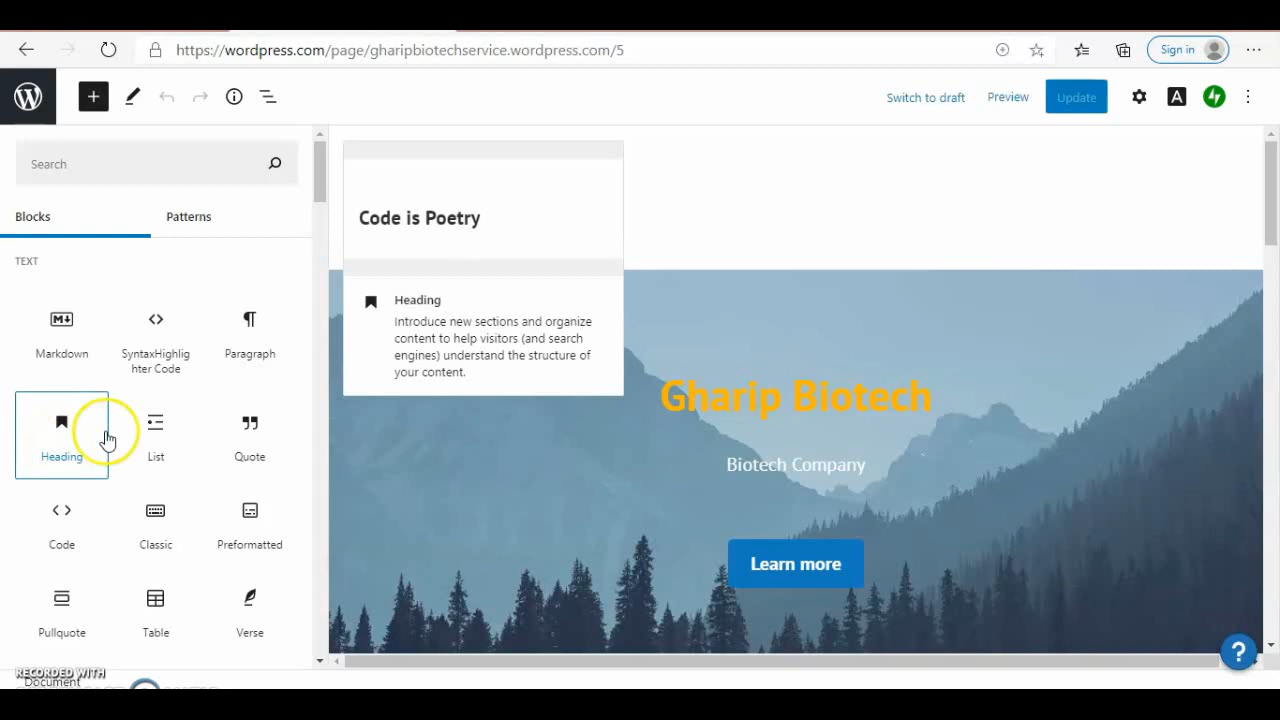 https://wordpress.com/page/gharipbiotechservice.wordpress.com/5
Sign in
Switch to draft
Preview
Update
A
Search
Blocks
Patterns
TEXT
Markdown
SyntaxHighlig
hter Code
Paragraph
Heading
List
Quote
Code
Classic
Preformatted
Pullquote
Table
Verse
Code is Poetry
Heading
Introduce new sections and organize
content to help visitors (and search
engines) understand the structure of
your content.
Gharip Biotech
Biotech Company
Learn more
?
RECORDED WITH
Document